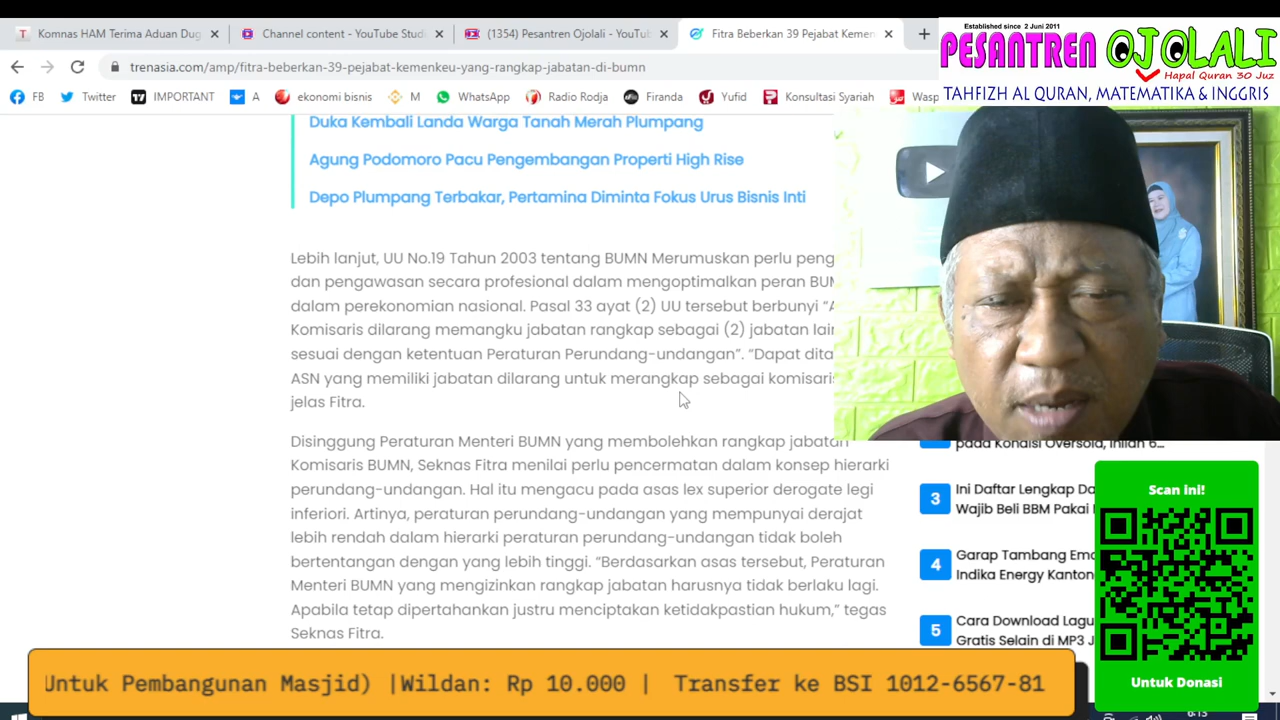 Komnas HAM Terima Aduan Dug
Channel content - YouTube Studi
(1354) Pesantren Ojolali - YouTub
Fitra Beberkan 39 Pejabat Kemen
Established since 2 Juni 2011
PESANTREN OJOLALI
Hapal Quran 30 Juz
TAHFIZH AL QURAN, MATEMATIKA & INGGRIS
trenasia.com/amp/fitra-beberkan-39-pejabat-kemenkeu-yang-rangkap-jabatan-di-bumn
FB
Twitter
IMPORTANT
A
ekonomi bisnis
M
WhatsApp
Radio Rodja
Firanda
Yufid
Konsultasi Syariah
Wasp
Duka Kembali Landa Warga Tanah Merah Plumpang
Agung Podomoro Pacu Pengembangan Properti High Rise
Depo Plumpang Terbakar, Pertamina Diminta Fokus Urus Bisnis Inti
Lebih lanjut, UU No.19 Tahun 2003 tentang BUMN Merumuskan perlu peng
dan pengawasan secara profesional dalam mengoptimalkan peran BUM
dalam perekonomian nasional. Pasal 33 ayat (2) UU tersebut berbunyi “A
Komisaris dilarang memangku jabatan rangkap sebagai (2) jabatan lain
sesuai dengan ketentuan Peraturan Perundang-undangan”. “Dapat dita
ASN yang memiliki jabatan dilarang untuk merangkap sebagai komisaris
jelas Fitra.
Disinggung Peraturan Menteri BUMN yang membolehkan rangkap jabatan
Komisaris BUMN, Seknas Fitra menilai perlu pencermatan dalam konsep hierarki
perundang-undangan. Hal itu mengacu pada asas lex superior derogate legi
inferiori. Artinya, peraturan perundang-undangan yang mempunyai derajat
lebih rendah dalam hierarki peraturan perundang-undangan tidak boleh
bertentangan dengan yang lebih tinggi. “Berdasarkan asas tersebut, Peraturan
Menteri BUMN yang mengizinkan rangkap jabatan harusnya tidak berlaku lagi.
Apabila tetap dipertahankan justru menciptakan ketidakpastian hukum,” tegas
Seknas Fitra.
pada Kondisi Oversold, Inilah 6...
3
Ini Daftar Lengkap Da
Wajib Beli BBM Pakai
4
Garap Tambang Ema
Indika Energy Kanton
5
Cara Download Lagu
Gratis Selain di MP3 J
Scan ini!
Untuk Donasi
Untuk Pembangunan Masjid) |Wildan: Rp 10.000 | Transfer ke BSI 1012-6567-81
6:13